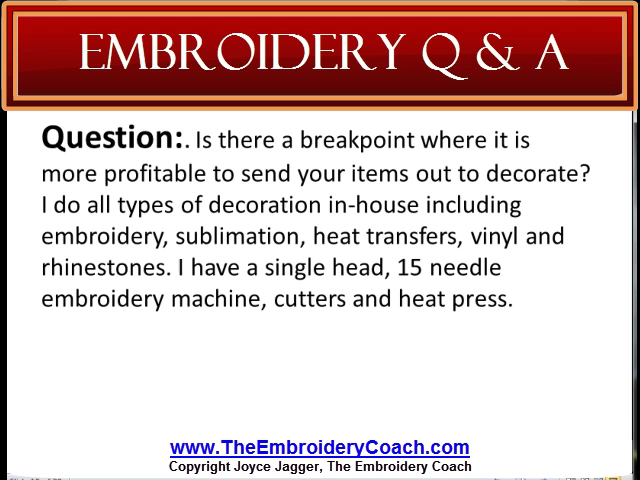 EMBROIDERY Q & A
Question:. Is there a breakpoint where it is
more profitable to send your items out to decorate?
I do all types of decoration in-house including
embroidery, sublimation, heat transfers, vinyl and
rhinestones. I have a single head, 15 needle
embroidery machine, cutters and heat press.
www.TheEmbroideryCoach.com
Copyright Joyce Jagger, The Embroidery Coach